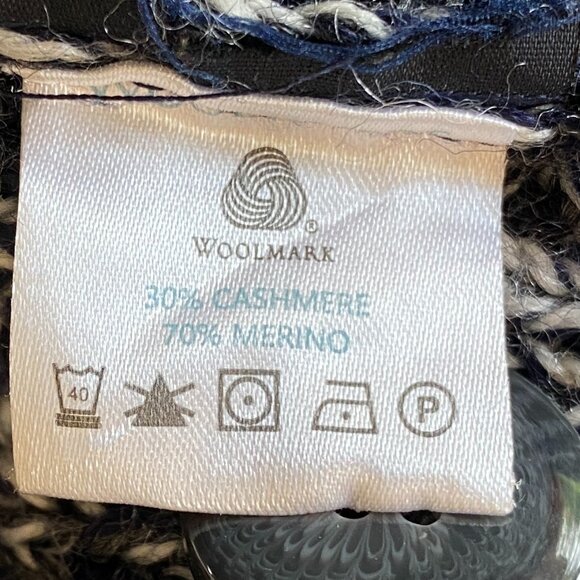 WOOLMARK ®
30% CASHMERE
70% MERINO
40 P